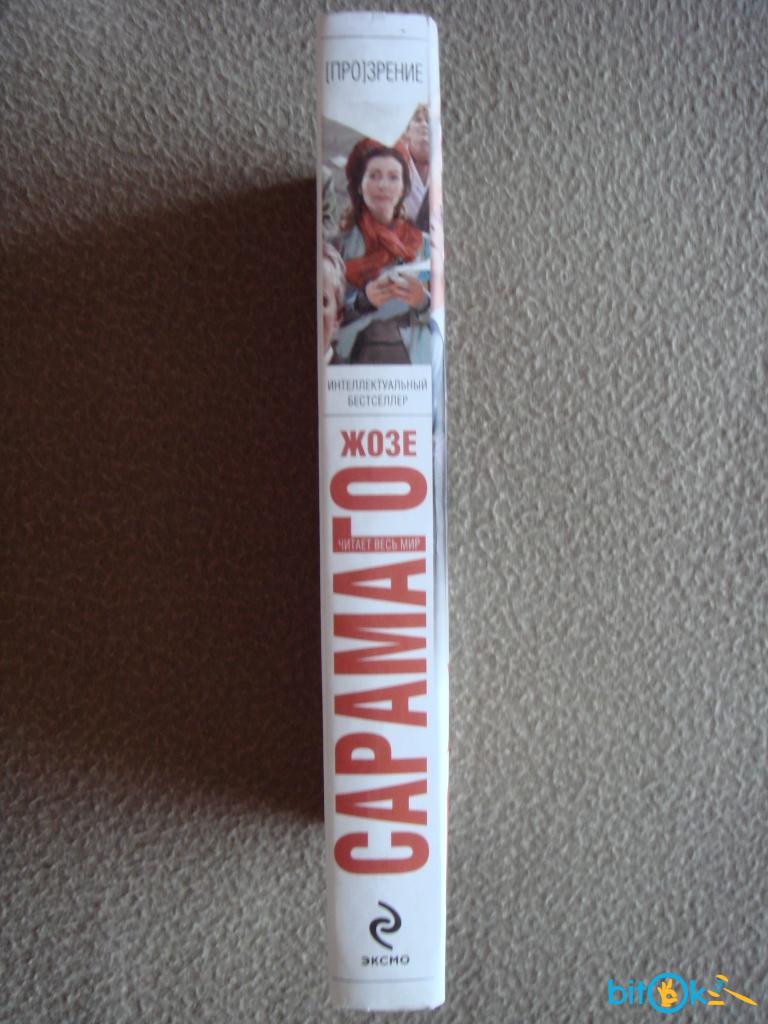 [ПРО]ЗРЕНИЕ
ИНТЕЛЛЕКТУАЛЬНЫЙ
БЕСТСЕЛЛЕР
ЖОЗЕ
САРАМАГО
ЧИТАЕТ ВЕСЬ МИР
ЭКСМО
bitOk